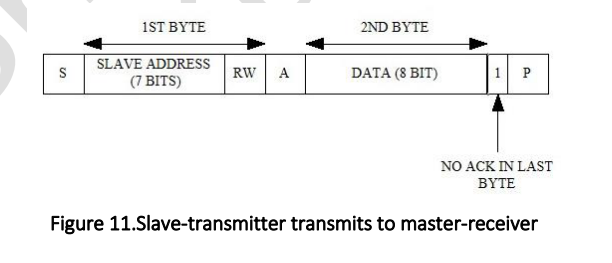 1ST BYTE 2ND BYTE
S SLAVE ADDRESS (7 BITS) RW A DATA (8 BIT) 1 P
NO ACK IN LAST
BYTE
Figure 11.Slave-transmitter transmits to master-receiver